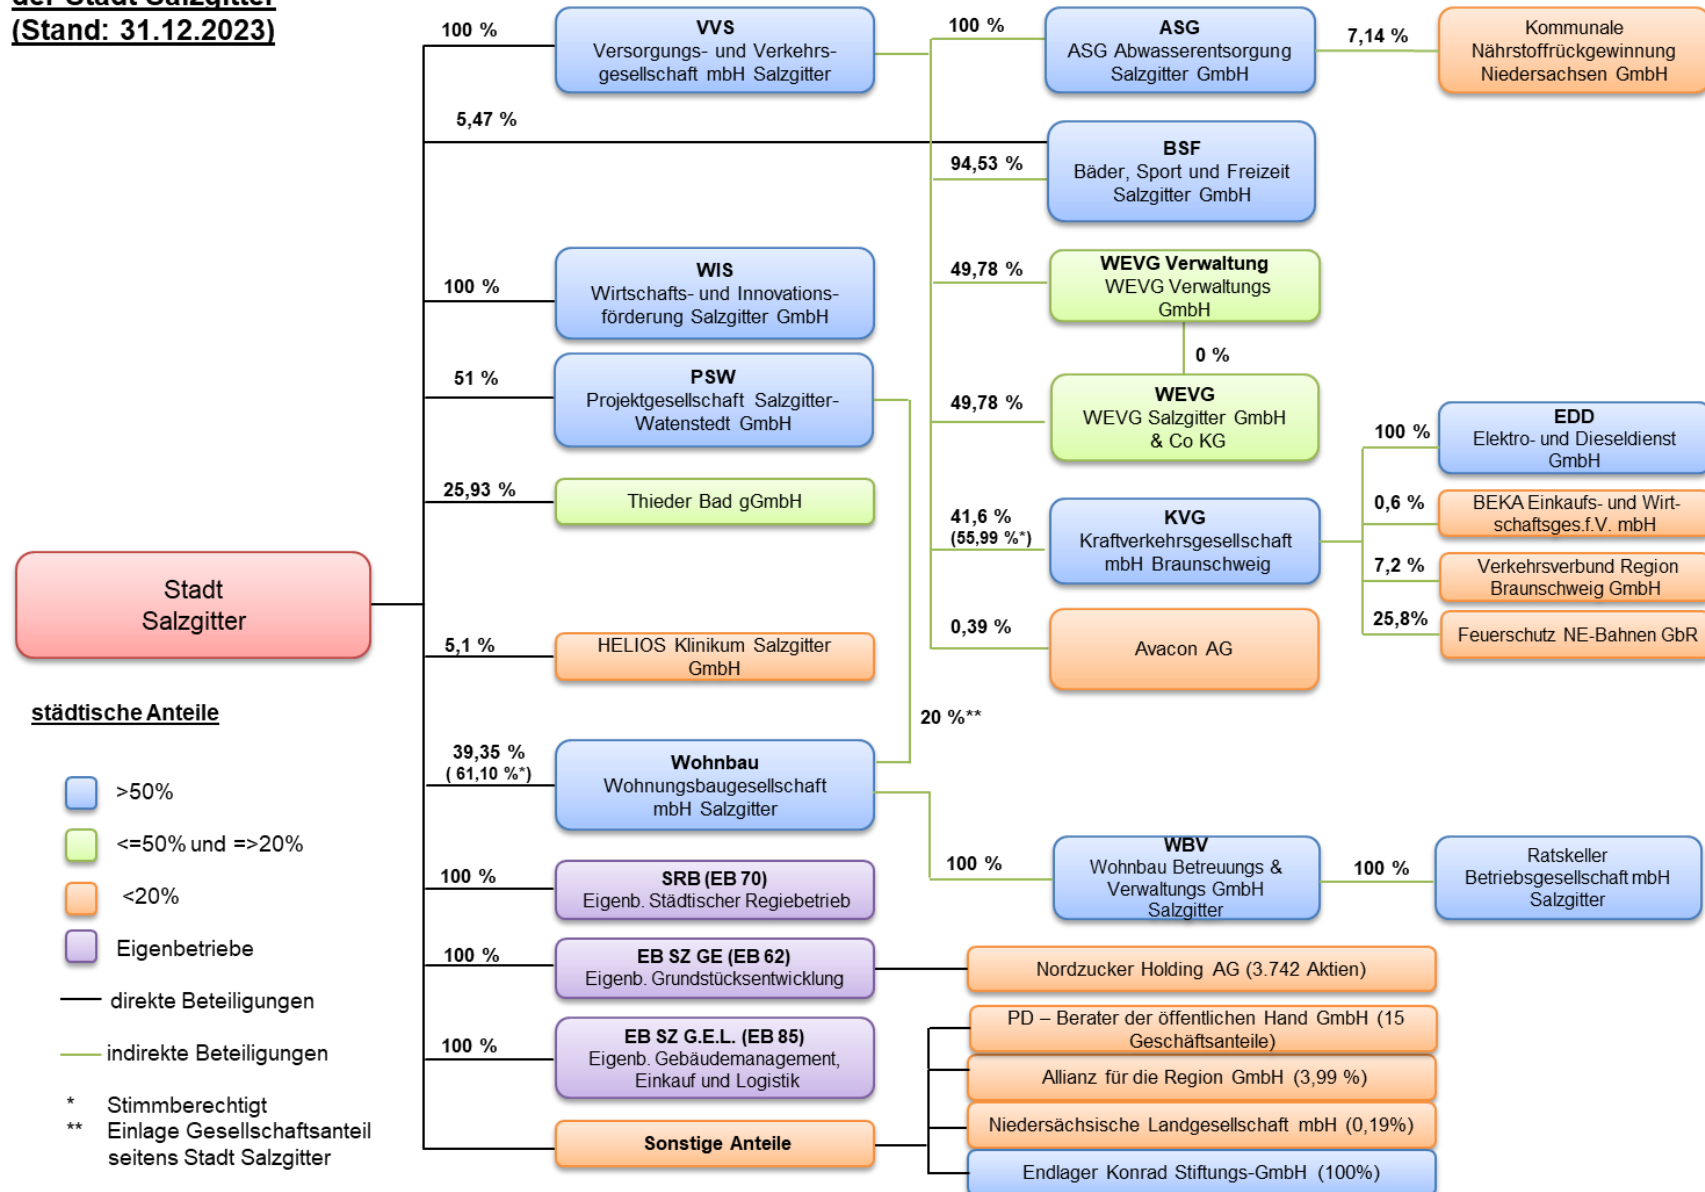 der Stadt Salzgitter
(Stand: 31.12.2023)
100 %
VVS
Versorgungs- und Verkehrs-
gesellschaft mbH Salzgitter
100 %
ASG
ASG Abwasserentsorgung
Salzgitter GmbH
7,14 %
Kommunale
Nährstoffrückgewinnung
Niedersachsen GmbH
5,47 %
94,53 %
BSF
Bäder, Sport und Freizeit
Salzgitter GmbH
100 %
WIS
Wirtschafts- und Innovations-
förderung Salzgitter GmbH
49,78 %
WEVG Verwaltung
WEVG Verwaltungs
GmbH
0 %
51 %
PSW
Projektgesellschaft Salzgitter-
Watenstedt GmbH
49,78 %
WEVG
WEVG Salzgitter GmbH
& Co KG
100 %
EDD
Elektro- und Dieseldienst
GmbH
25,93 %
Thieder Bad gGmbH
41,6 %
(55,99 %*)
KVG
Kraftverkehrsgesellschaft
mbH Braunschweig
0,6 %
BEKA Einkaufs- und Wirt-
schaftsges.f.V. mbH
7,2 %
Verkehrsverbund Region
Braunschweig GmbH
25,8%
Feuerschutz NE-Bahnen GbR
Stadt
Salzgitter
5,1 %
HELIOS Klinikum Salzgitter
GmbH
0,39 %
Avacon AG
20 %**
39,35 %
( 61,10 %*)
Wohnbau
Wohnungsbaugesellschaft
mbH Salzgitter
100 %
WBV
Wohnbau Betreuungs &
Verwaltungs GmbH
Salzgitter
100 %
Ratskeller
Betriebsgesellschaft mbH
Salzgitter
100 %
SRB (EB 70)
Eigenb. Städtischer Regiebetrieb
100 %
EB SZ GE (EB 62)
Eigenb. Grundstücksentwicklung
Nordzucker Holding AG (3.742 Aktien)
100 %
EB SZ G.E.L. (EB 85)
Eigenb. Gebäudemanagement,
Einkauf und Logistik
Sonstige Anteile
PD – Berater der öffentlichen Hand GmbH (15
Geschäftsanteile)
Allianz für die Region GmbH (3,99 %)
Niedersächsische Landgesellschaft mbH (0,19%)
Endlager Konrad Stiftungs-GmbH (100%)
städtische Anteile
>50%
<=50% und =>20%
<20%
Eigenbetriebe
direkte Beteiligungen
indirekte Beteiligungen
* Stimmberechtigt
** Einlage Gesellschaftsanteil
seitens Stadt Salzgitter